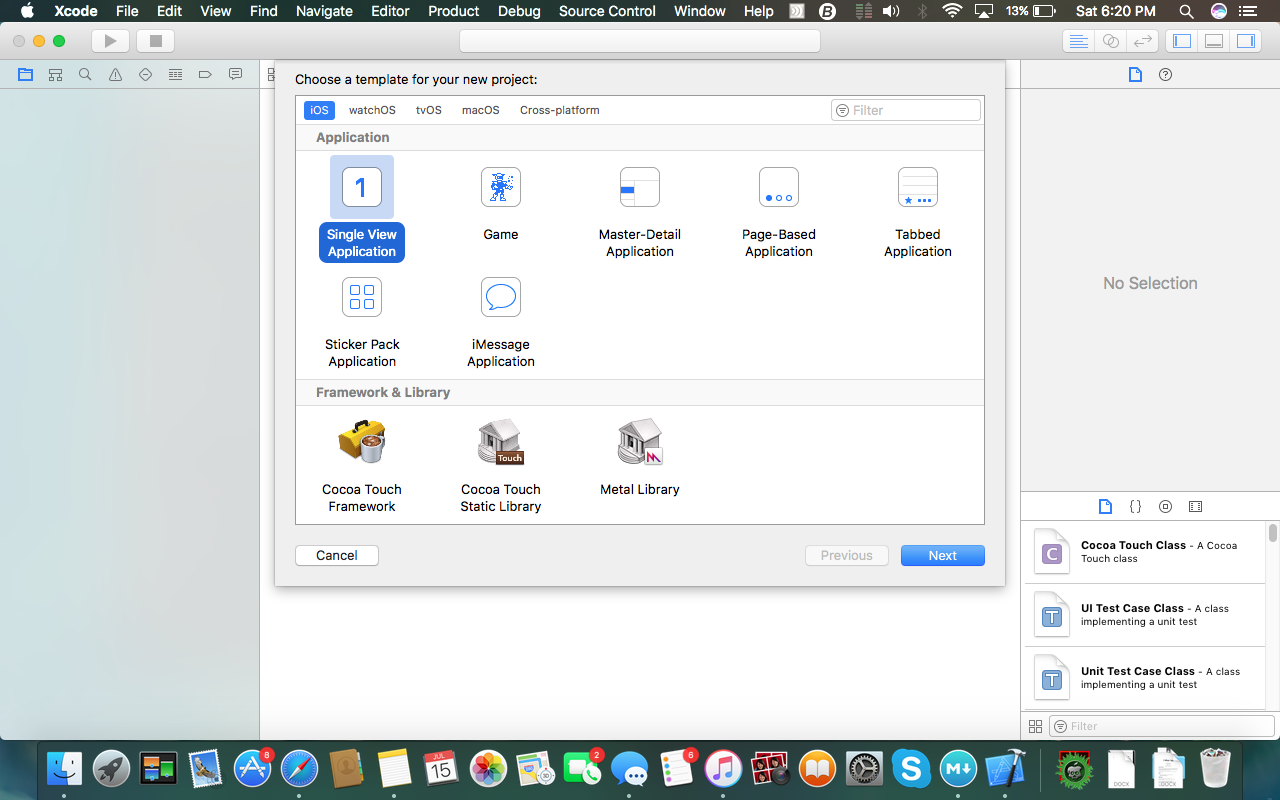 Xcode File Edit View Find Navigate Editor Product Debug Source Control Window Help 13% Sat 6:20 PM
Choose a template for your new project:
iOS watchOS tvOS macOS Cross-platform Filter
Application
1
Single View
Application
Game
Master-Detail
Application
Page-Based
Application
Tabbed
Application
Sticker Pack
Application
iMessage
Application
Framework & Library
Touch
Cocoa Touch
Framework
Cocoa Touch
Static Library
Metal Library
Cancel Previous Next
No Selection
{}
C
Cocoa Touch Class - A Cocoa
Touch class
T
UI Test Case Class - A class
implementing a unit test
T
Unit Test Case Class - A class
implementing a unit test
Filter
8 JUL 15 3D 2 6 S M DOCX DOCX